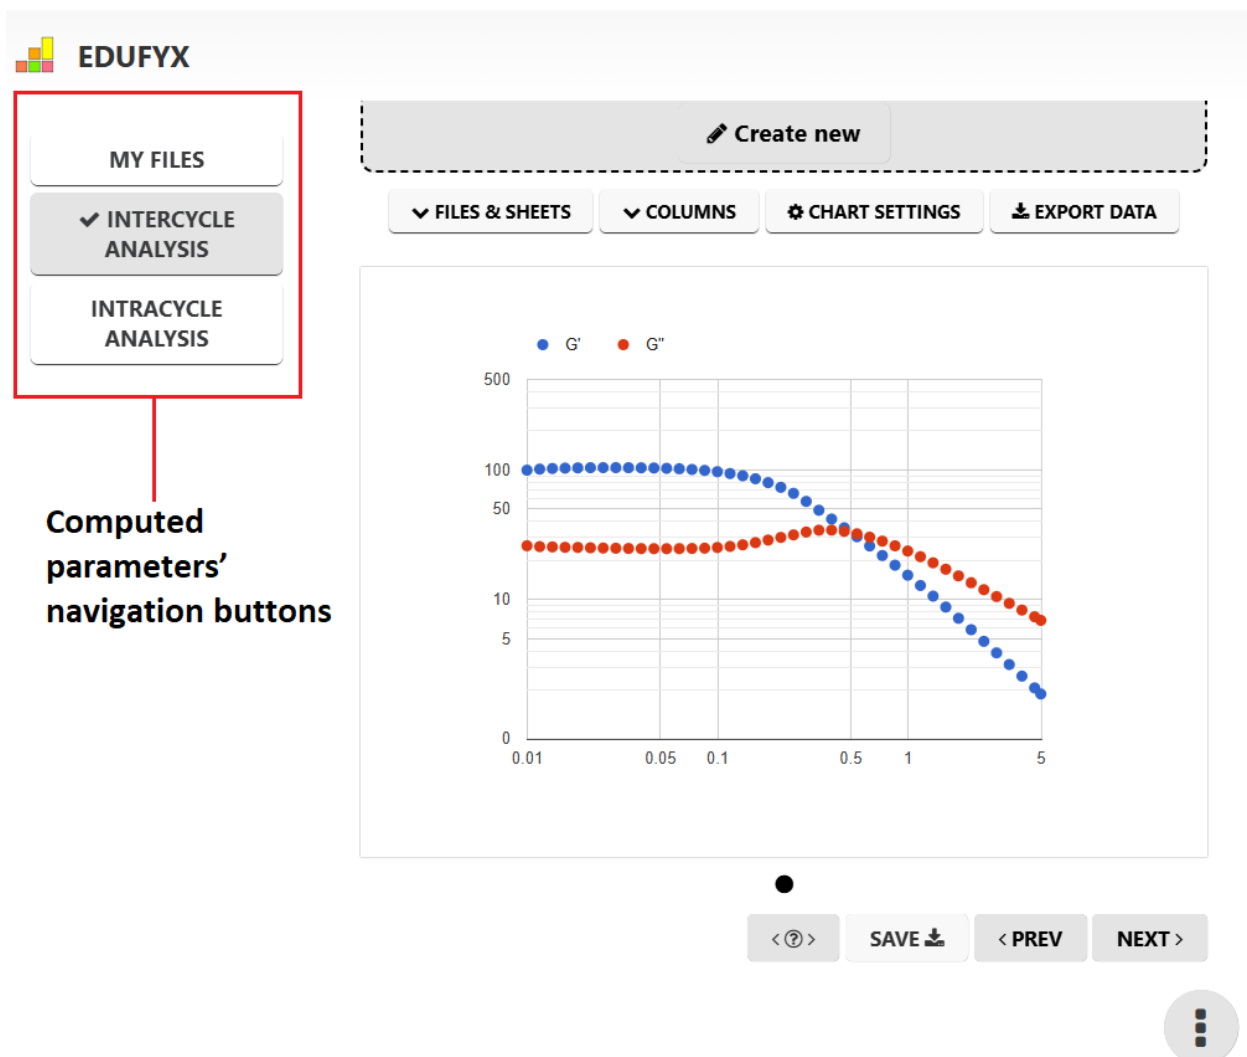 EDUFYX
MY FILES
INTERCYCLE
ANALYSIS
INTRACYCLE
ANALYSIS
Computed
parameters’
navigation buttons
Create new
FILES & SHEETS
COLUMNS
CHART SETTINGS
EXPORT DATA
G'
G"
500
100
50
10
5
0
0.01
0.05
0.1
0.5
1
5
<?>
SAVE
< PREV
NEXT >